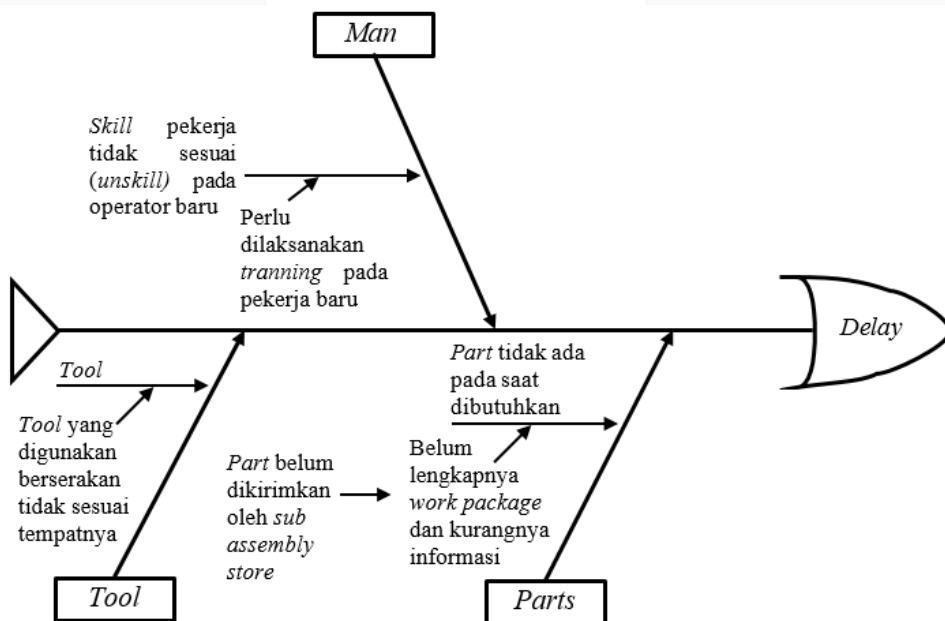 Man
Skill pekerja
tidak sesuai
(unskill) pada
operator baru
Perlu
dilaksanakan
tranning pada
pekerja baru
Delay
Tool
Tool yang
digunakan
berserakan
tidak sesuai
tempatnya
Part tidak ada
pada saat
dibutuhkan
Part belum
dikirimkan
oleh sub
assembly
store
Belum
lengkapnya
work package
dan kurangnya
informasi
Tool
Parts